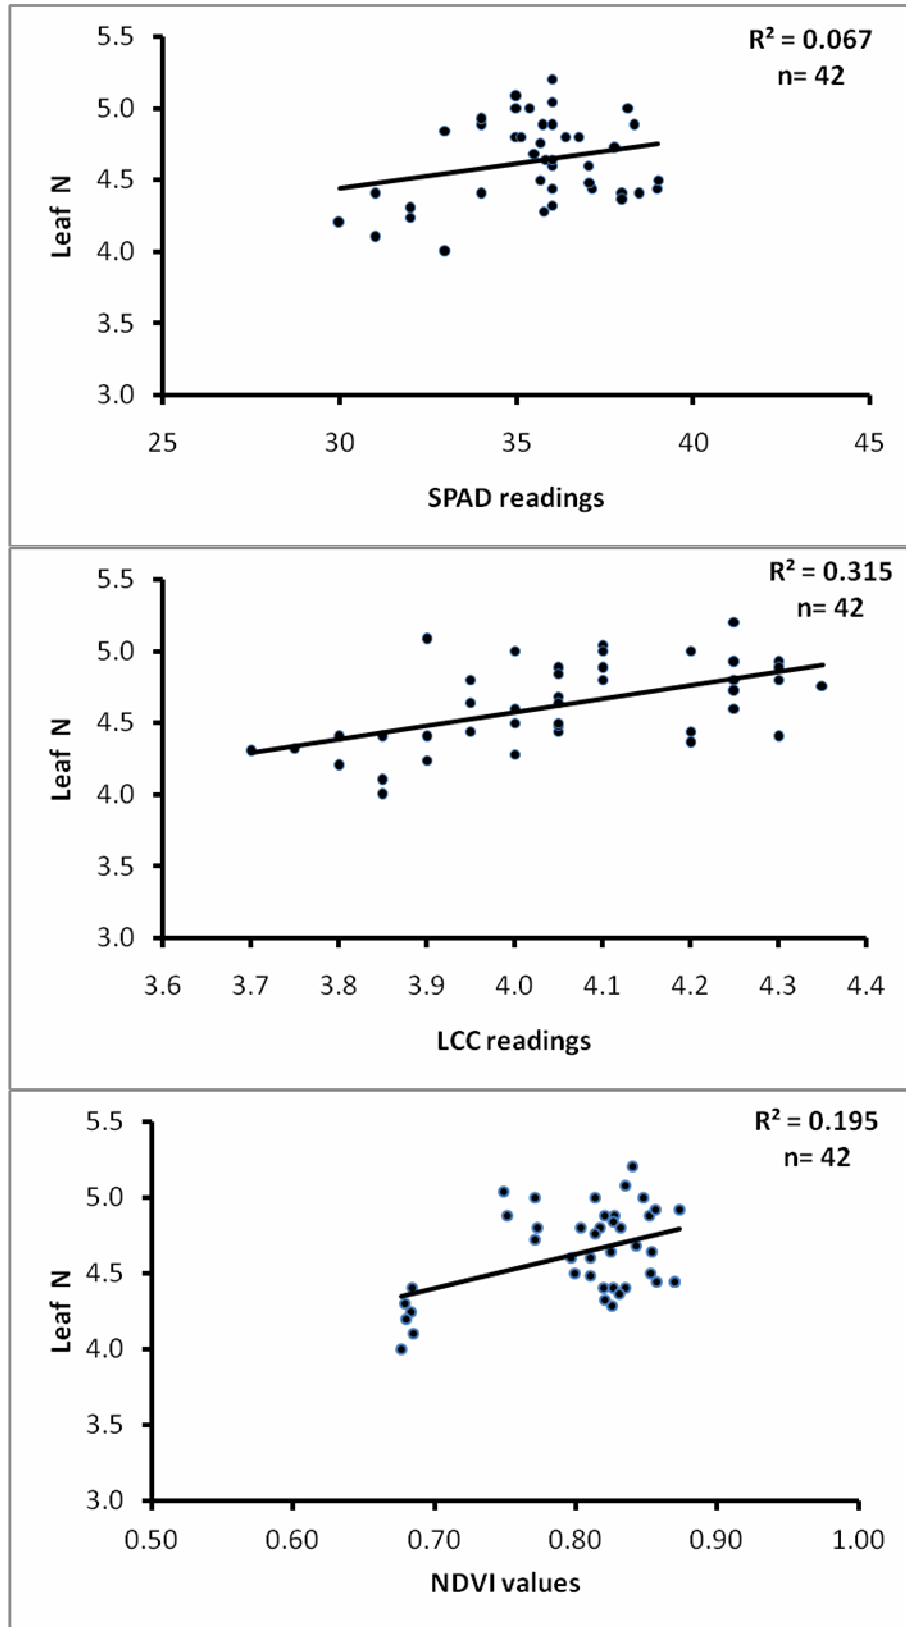 R² = 0.067
n= 42
5.5
5.0
4.5
4.0
3.5
3.0
Leaf N
25 30 35 40 45
SPAD readings
R² = 0.315
n= 42
5.5
5.0
4.5
4.0
3.5
3.0
Leaf N
3.6 3.7 3.8 3.9 4.0 4.1 4.2 4.3 4.4
LCC readings
R² = 0.195
n= 42
5.5
5.0
4.5
4.0
3.5
3.0
Leaf N
0.50 0.60 0.70 0.80 0.90 1.00
NDVI values